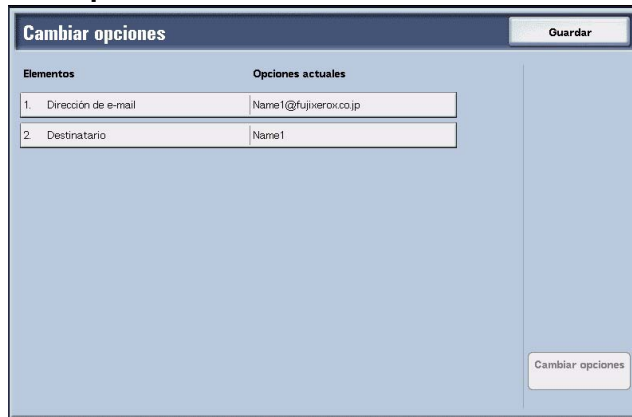 Cambiar opciones
Guardar
Elementos Opciones actuales
1. Dirección de e-mail Name1@fujixerox.co.jp
2. Destinatario Name1
Cambiar opciones